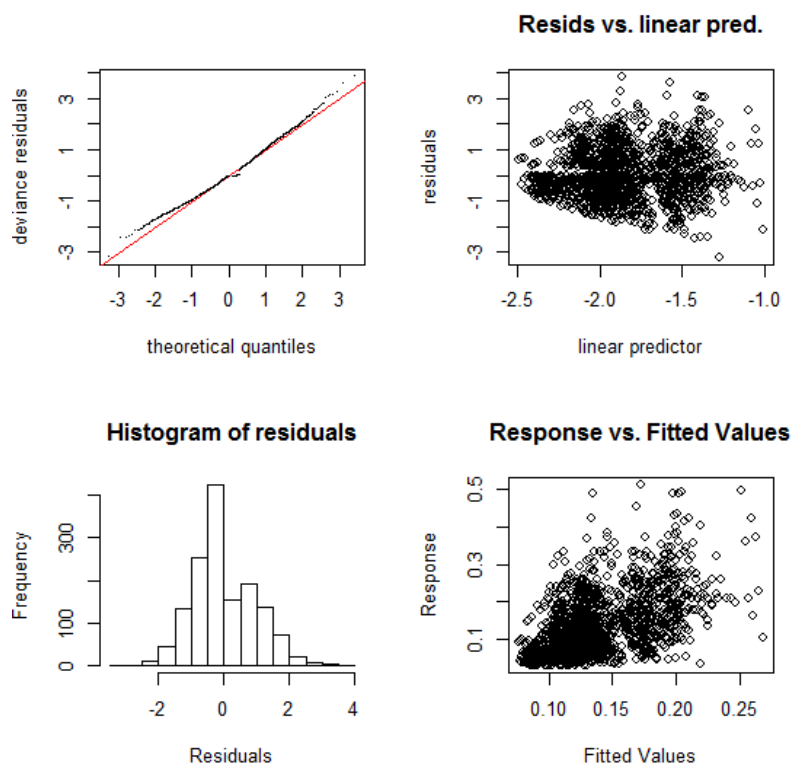 deviance residuals
3
1
-1
-3
-3 -2 -1 0 1 2 3
theoretical quantiles
Resids vs. linear pred.
residuals
3
1
-1
-3
-2.5 -2.0 -1.5 -1.0
linear predictor
Histogram of residuals
Frequency
300
100
0
-2 0 2 4
Residuals
Response vs. Fitted Values
Response
0.5
0.3
0.1
0.10 0.15 0.20 0.25
Fitted Values